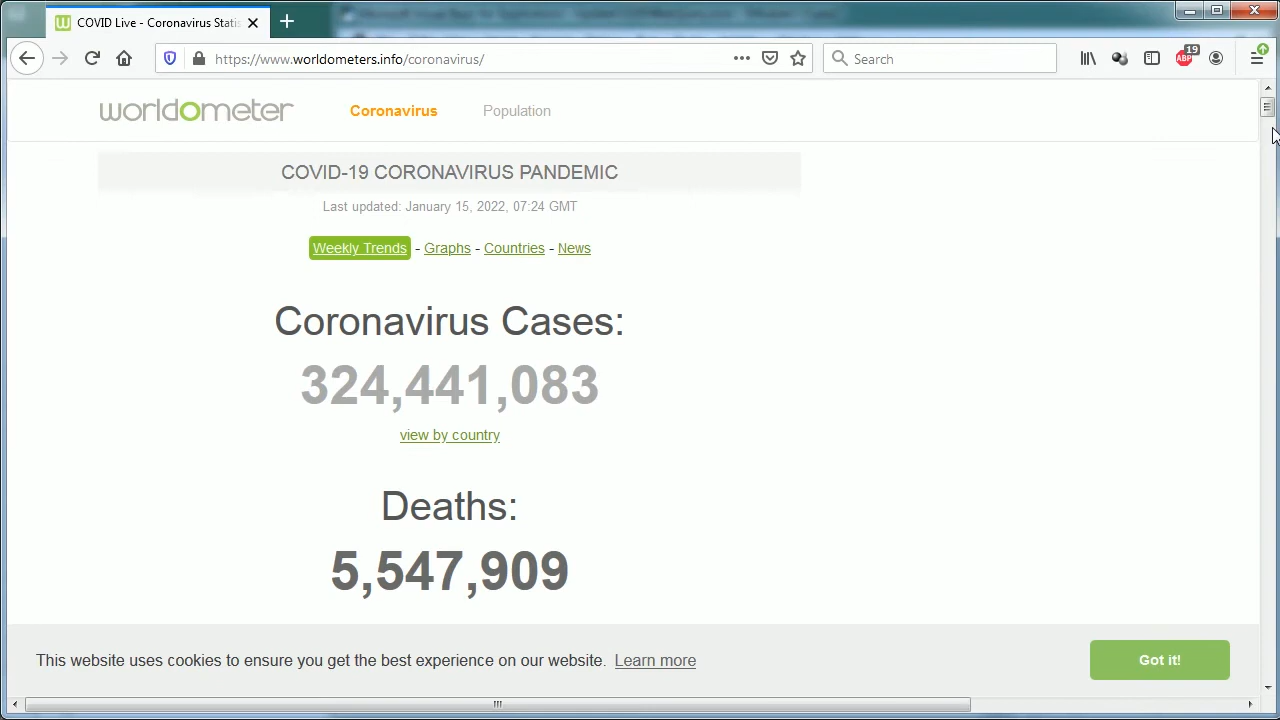 COVID Live - Coronavirus Statis
https://www.worldometers.info/coronavirus/
Search
19
ABP
worldometer
Coronavirus
Population
COVID-19 CORONAVIRUS PANDEMIC
Last updated: January 15, 2022, 07:24 GMT
Weekly Trends - Graphs - Countries - News
Coronavirus Cases:
324,441,083
view by country
Deaths:
5,547,909
This website uses cookies to ensure you get the best experience on our website. Learn more
Got it!